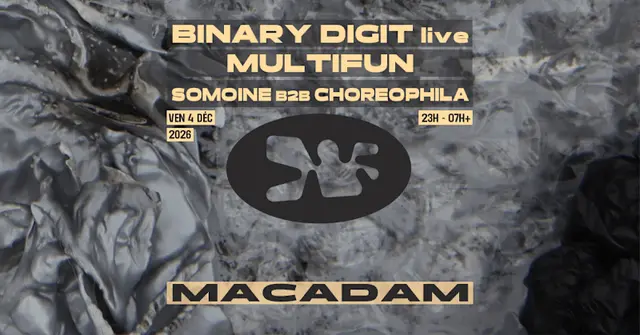 BINARY DIGIT live
MULTIFUN
SOMOINE B2B CHOREOPHILA
VEN 4 DÉC
23H - 07H+
2026
MACADAM